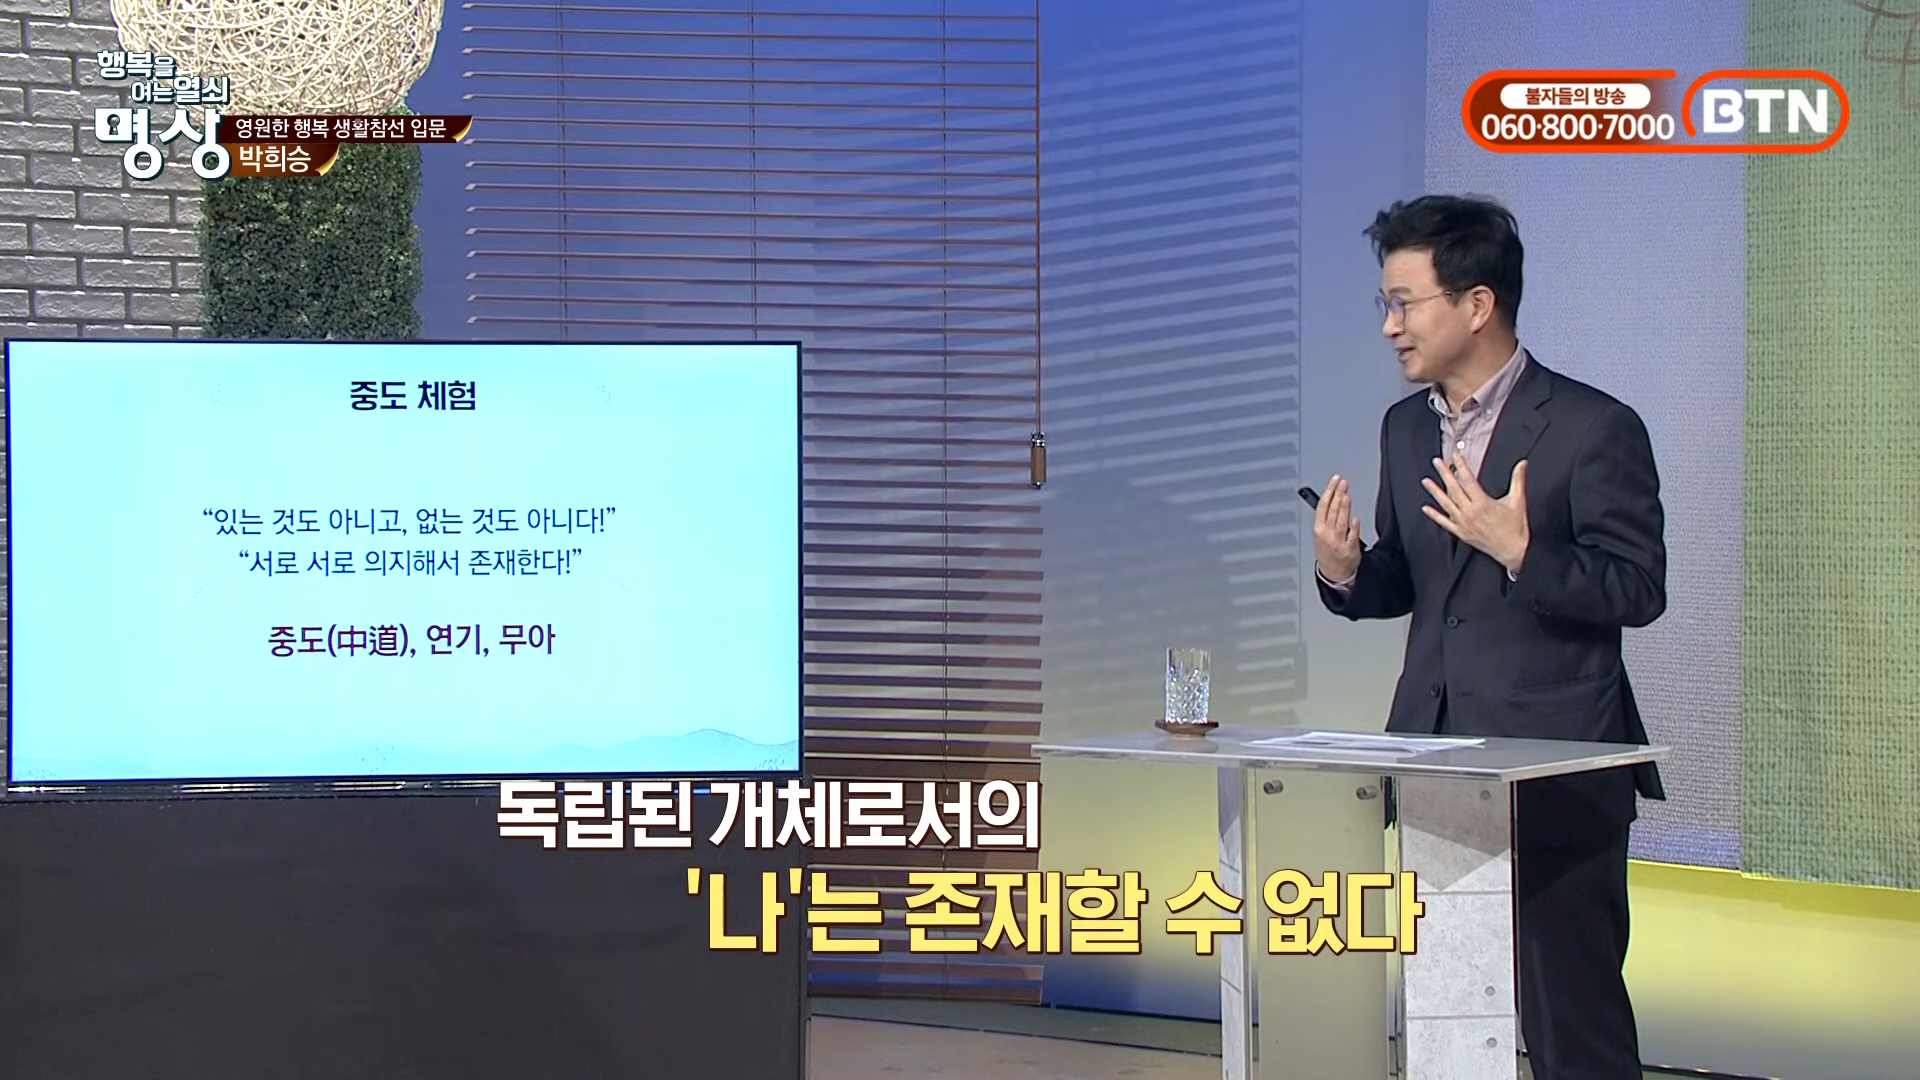 행복을
여는열쇠
명상
영원한 행복 생활참선 입문
박희승
불자들의 방송
060·800·7000
BTN
중도 체험
“있는 것도 아니고, 없는 것도 아니다!”
“서로 서로 의지해서 존재한다!”
중도(中道), 연기, 무아
독립된 개체로서의
'나'는 존재할 수 없다